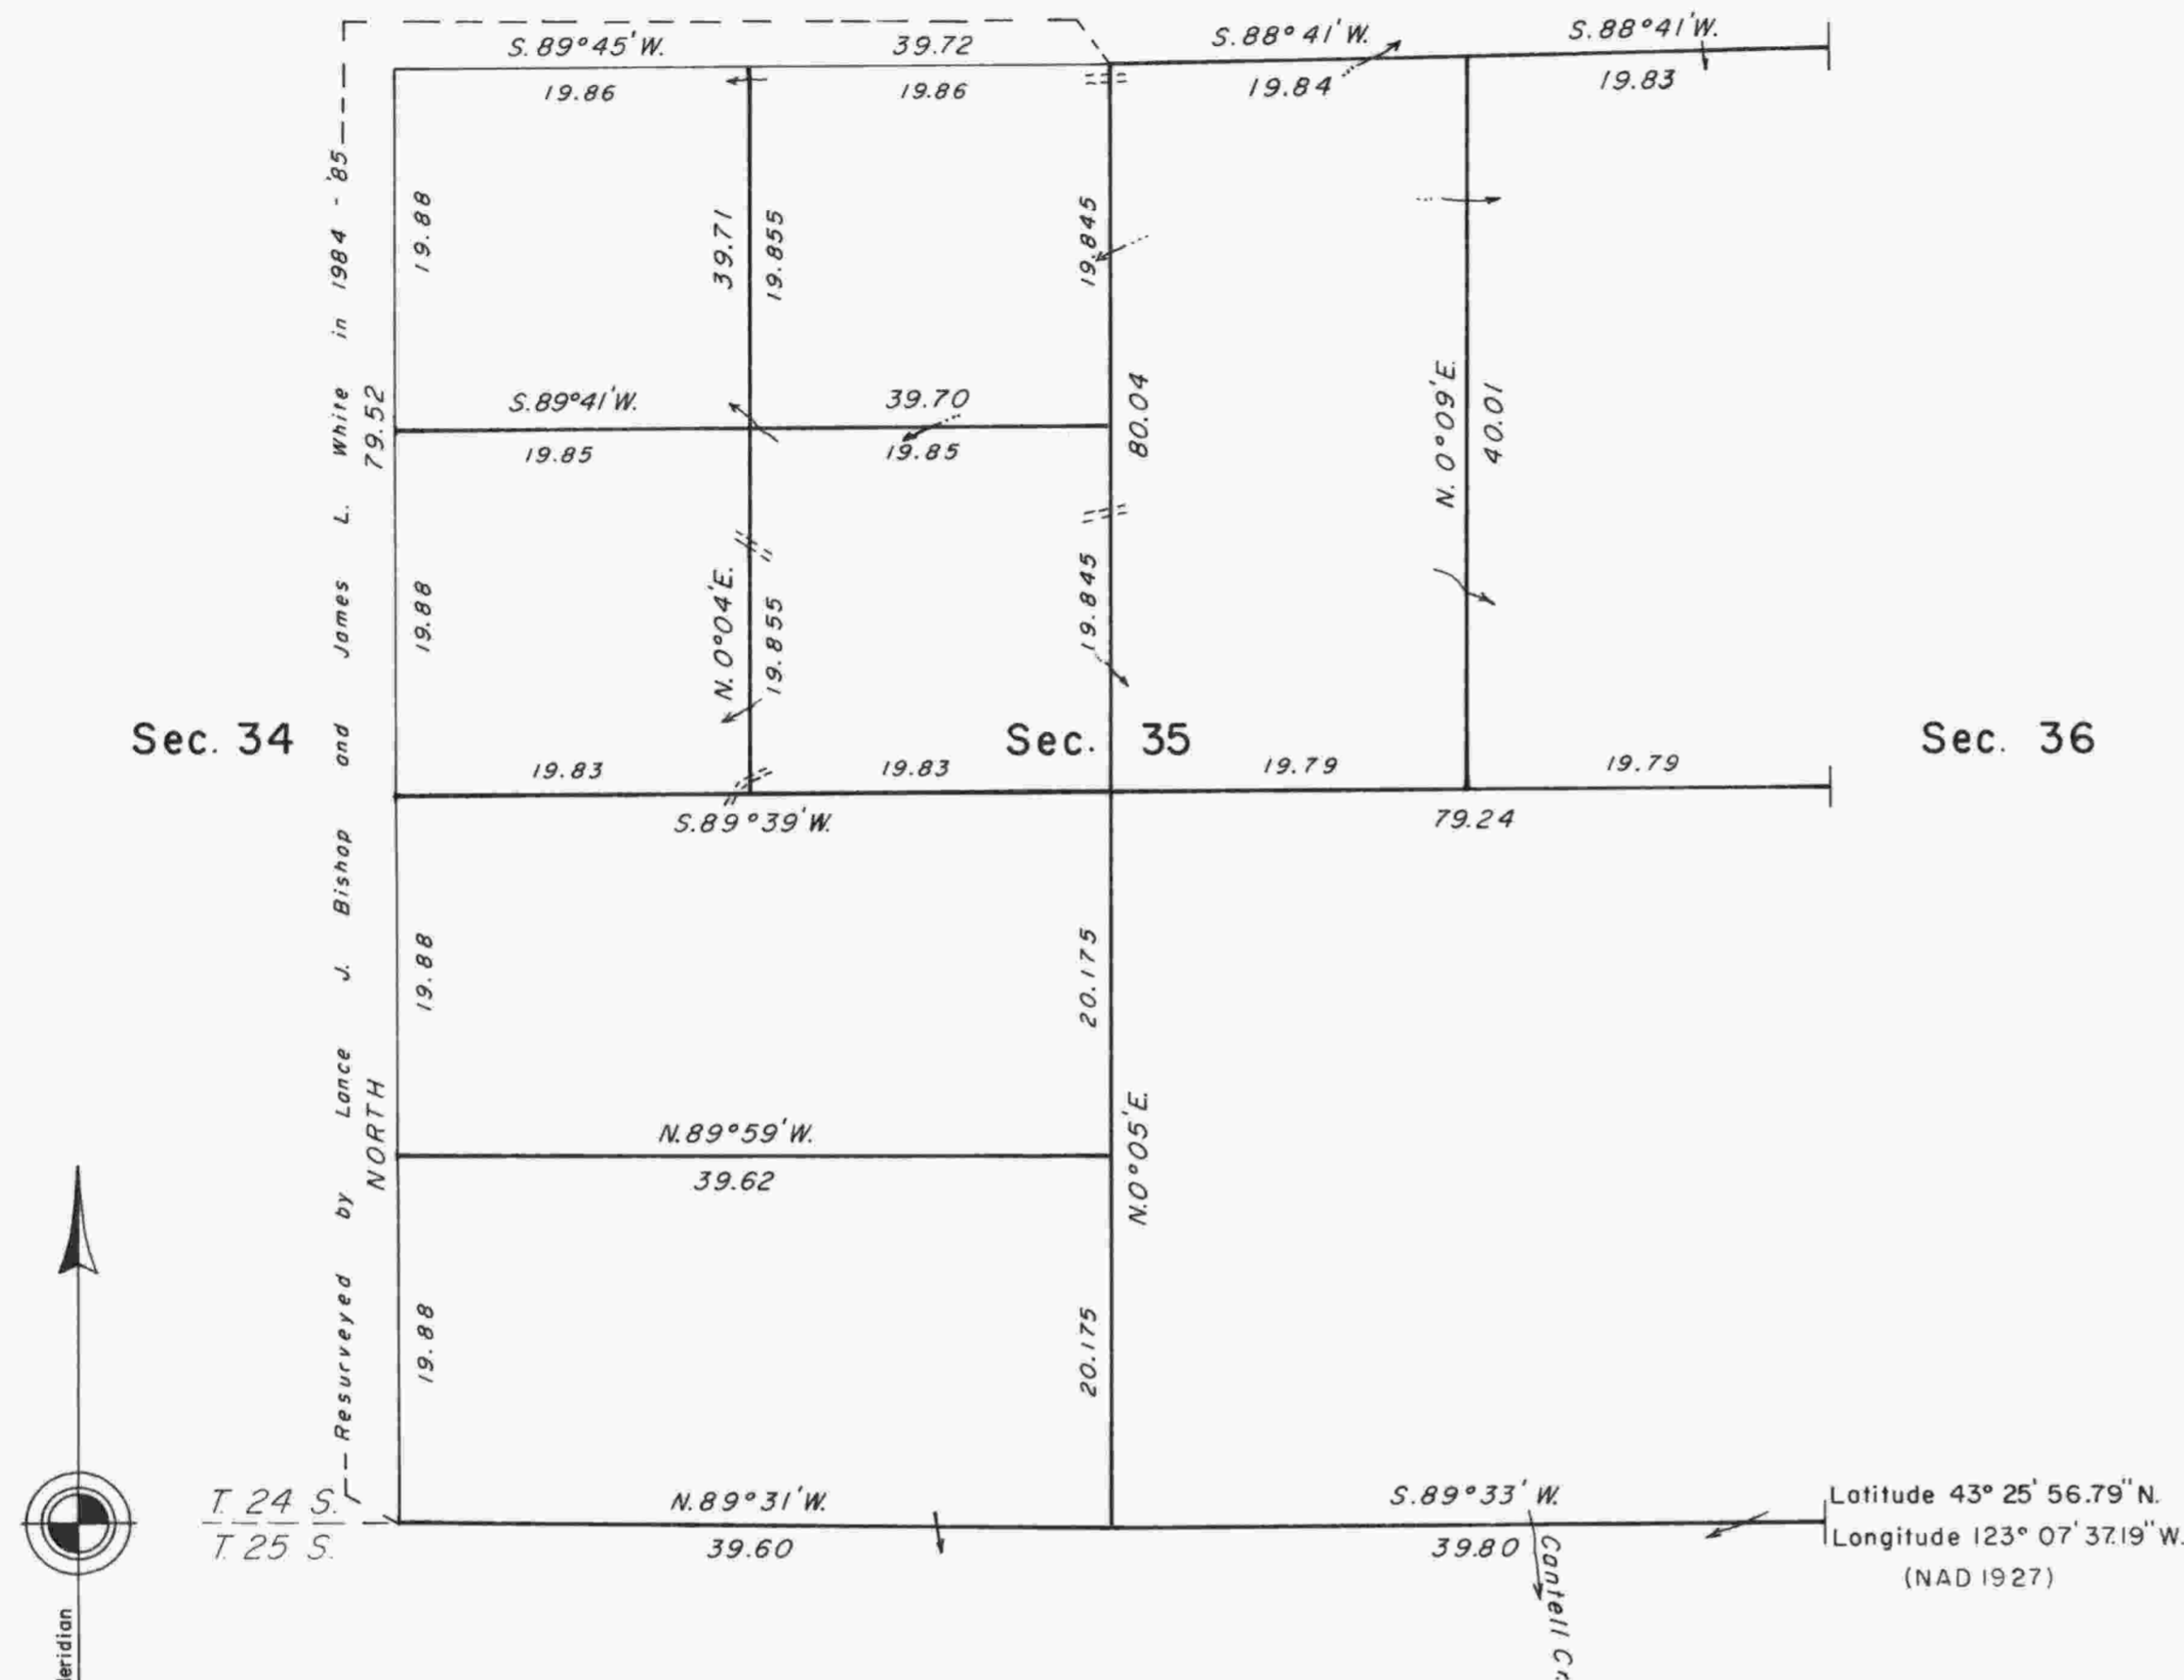 S.89°45'W.
39.72
S.88°41'W.
S.88°41'W.
19.86
19.86
19.84
19.83
Resurveyed by Lance J. Bishop and James L. White in 1984 - '85
19.88
39.71
19.855
19.845
79.52
S.89°41'W.
39.70
80.04
N. 0°09'E.
40.01
19.85
19.85
19.88
N. 0°04'E.
19.855
19.845
Sec. 34
Sec. 35
Sec. 36
19.83
19.83
19.79
19.79
S.89°39'W.
79.24
19.88
20.175
NORTH
N.89°59'W.
39.62
N.0°05'E.
19.88
20.175
T. 24 S.
T. 25 S.
N.89°31'W.
39.60
S.89°33'W.
39.80
Cantell Cr
Latitude 43° 25' 56.79" N.
Longitude 123° 07' 37.19" W.
(NAD 1927)
eridian